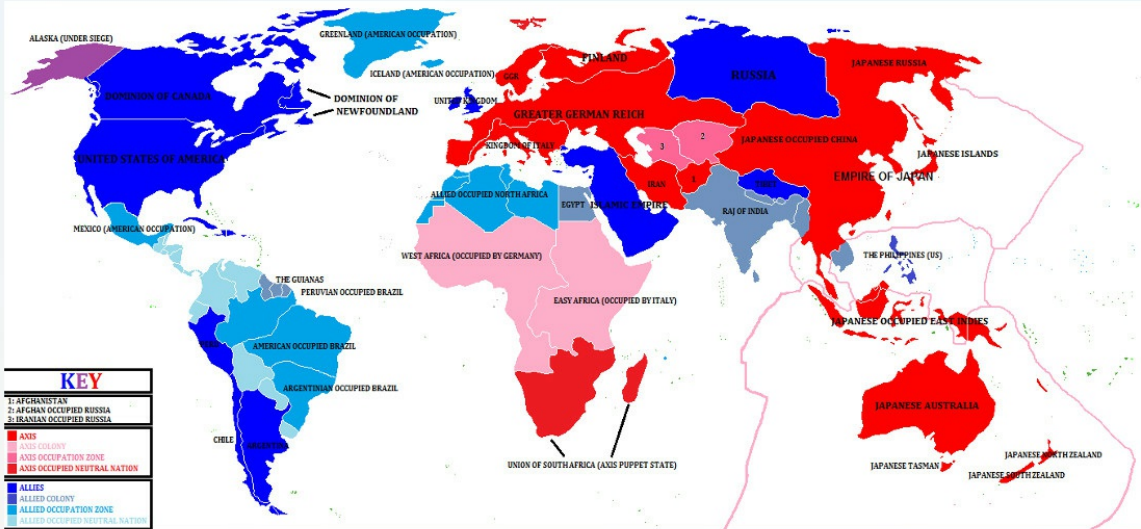 ALASKA (UNDER SIEGE)
GREENLAND (AMERICAN OCCUPATION)
ICELAND (AMERICAN OCCUPATION)
DOMINION OF CANADA
DOMINION OF
NEWFOUNDLAND
UNITED STATES OF AMERICA
MEXICO (AMERICAN OCCUPATION)
THE GUIANAS
PERUVIAN OCCUPIED BRAZIL
AMERICAN OCCUPIED BRAZIL
ARGENTINIAN OCCUPIED BRAZIL
PERU
CHILE
ARGENTINA
UNITED KINGDOM
GGR
FINLAND
GREATER GERMAN REICH
KINGDOM OF ITALY
RUSSIA
JAPANESE RUSSIA
JAPANESE OCCUPIED CHINA
JAPANESE ISLANDS
EMPIRE OF JAPAN
2
3
1
IRAN
TIBET
ALLIED OCCUPIED NORTH AFRICA
EGYPT
ISLAMIC EMPIRE
RAJ OF INDIA
THE PHILIPPINES (US)
WEST AFRICA (OCCUPIED BY GERMANY)
EASY AFRICA (OCCUPIED BY ITALY)
JAPANESE OCCUPIED EAST INDIES
UNION OF SOUTH AFRICA (AXIS PUPPET STATE)
JAPANESE AUSTRALIA
JAPANESE TASMAN
JAPANESE NORTH ZEALAND
JAPANESE SOUTH ZEALAND
KEY
1: AFGHANISTAN
2: AFGHAN OCCUPIED RUSSIA
3: IRANIAN OCCUPIED RUSSIA
AXIS
AXIS COLONY
AXIS OCCUPATION ZONE
AXIS OCCUPIED NEUTRAL NATION
ALLIES
ALLIED COLONY
ALLIED OCCUPATION ZONE
ALLIED OCCUPIED NEUTRAL NATION